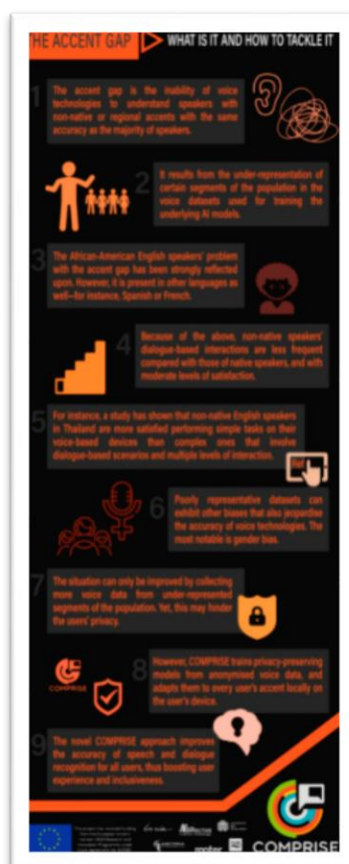 THE ACCENT GAP
WHAT IS IT AND HOW TO TACKLE IT
1
The accent gap is the inability of voice
technologies to understand speakers with
non-native or regional accents with the same
accuracy as the majority of speakers.
2
It results from the under-representation of
certain segments of the population in the
voice datasets used for training the
underlying AI models.
3
The African-American English speakers' problem
with the accent gap has been strongly reflected
upon. However, it is present in other languages as
well–for instance, Spanish or French.
4
Because of the above, non-native speakers'
dialogue-based interactions are less frequent
compared with those of native speakers, and with
moderate levels of satisfaction.
5
For instance, a study has shown that non-native English speakers
in Thailand are more satisfied performing simple tasks on their
voice-based devices than complex ones that involve
dialogue-based scenarios and multiple levels of interaction.
6
Poorly representative datasets can
exhibit other biases that also jeopardise
the accuracy of voice technologies. The
most notable is gender bias.
7
The situation can only be improved by collecting
more voice data from under-represented
segments of the population. Yet, this may hinder
the users' privacy.
8
COMPRISE
However, COMPRISE trains privacy-preserving
models from anonymised voice data, and
adapts them to every user's accent locally on
the user's device.
9
The novel COMPRISE approach improves
the accuracy of speech and dialogue
recognition for all users, thus boosting user
experience and inclusiveness.
COMPRISE